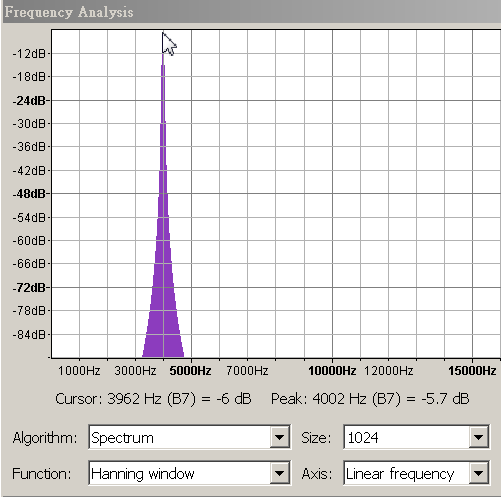 Frequency Analysis
-12dB
-18dB
-24dB
-30dB
-36dB
-42dB
-48dB
-54dB
-60dB
-66dB
-72dB
-78dB
-84dB
1000Hz 3000Hz 5000Hz 7000Hz 10000Hz 12000Hz 15000Hz
Cursor: 3962 Hz (B7) = -6 dB Peak: 4002 Hz (B7) = -5.7 dB
Algorithm: Spectrum Size: 1024
Function: Hanning window Axis: Linear frequency